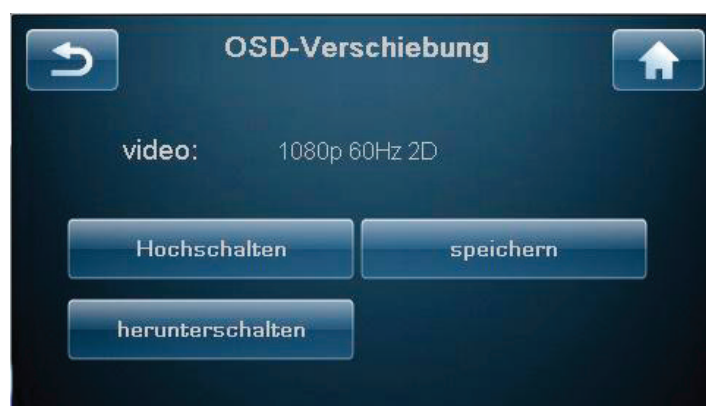 OSD-Verschiebung
video: 1080p 60Hz 2D
Hochschalten speichern
herunterschalten